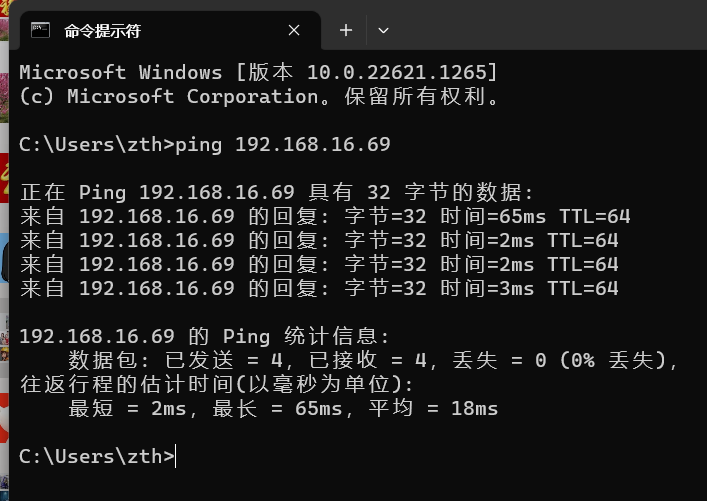 命令提示符
Microsoft Windows [版本 10.0.22621.1265]
(c) Microsoft Corporation。保留所有权利。
C:\Users\zth>ping 192.168.16.69
正在 Ping 192.168.16.69 具有 32 字节的数据:
来自 192.168.16.69 的回复: 字节=32 时间=65ms TTL=64
来自 192.168.16.69 的回复: 字节=32 时间=2ms TTL=64
来自 192.168.16.69 的回复: 字节=32 时间=2ms TTL=64
来自 192.168.16.69 的回复: 字节=32 时间=3ms TTL=64
192.168.16.69 的 Ping 统计信息:
数据包: 已发送 = 4，已接收 = 4，丢失 = 0 (0% 丢失)，
往返行程的估计时间(以毫秒为单位):
最短 = 2ms，最长 = 65ms，平均 = 18ms
C:\Users\zth>